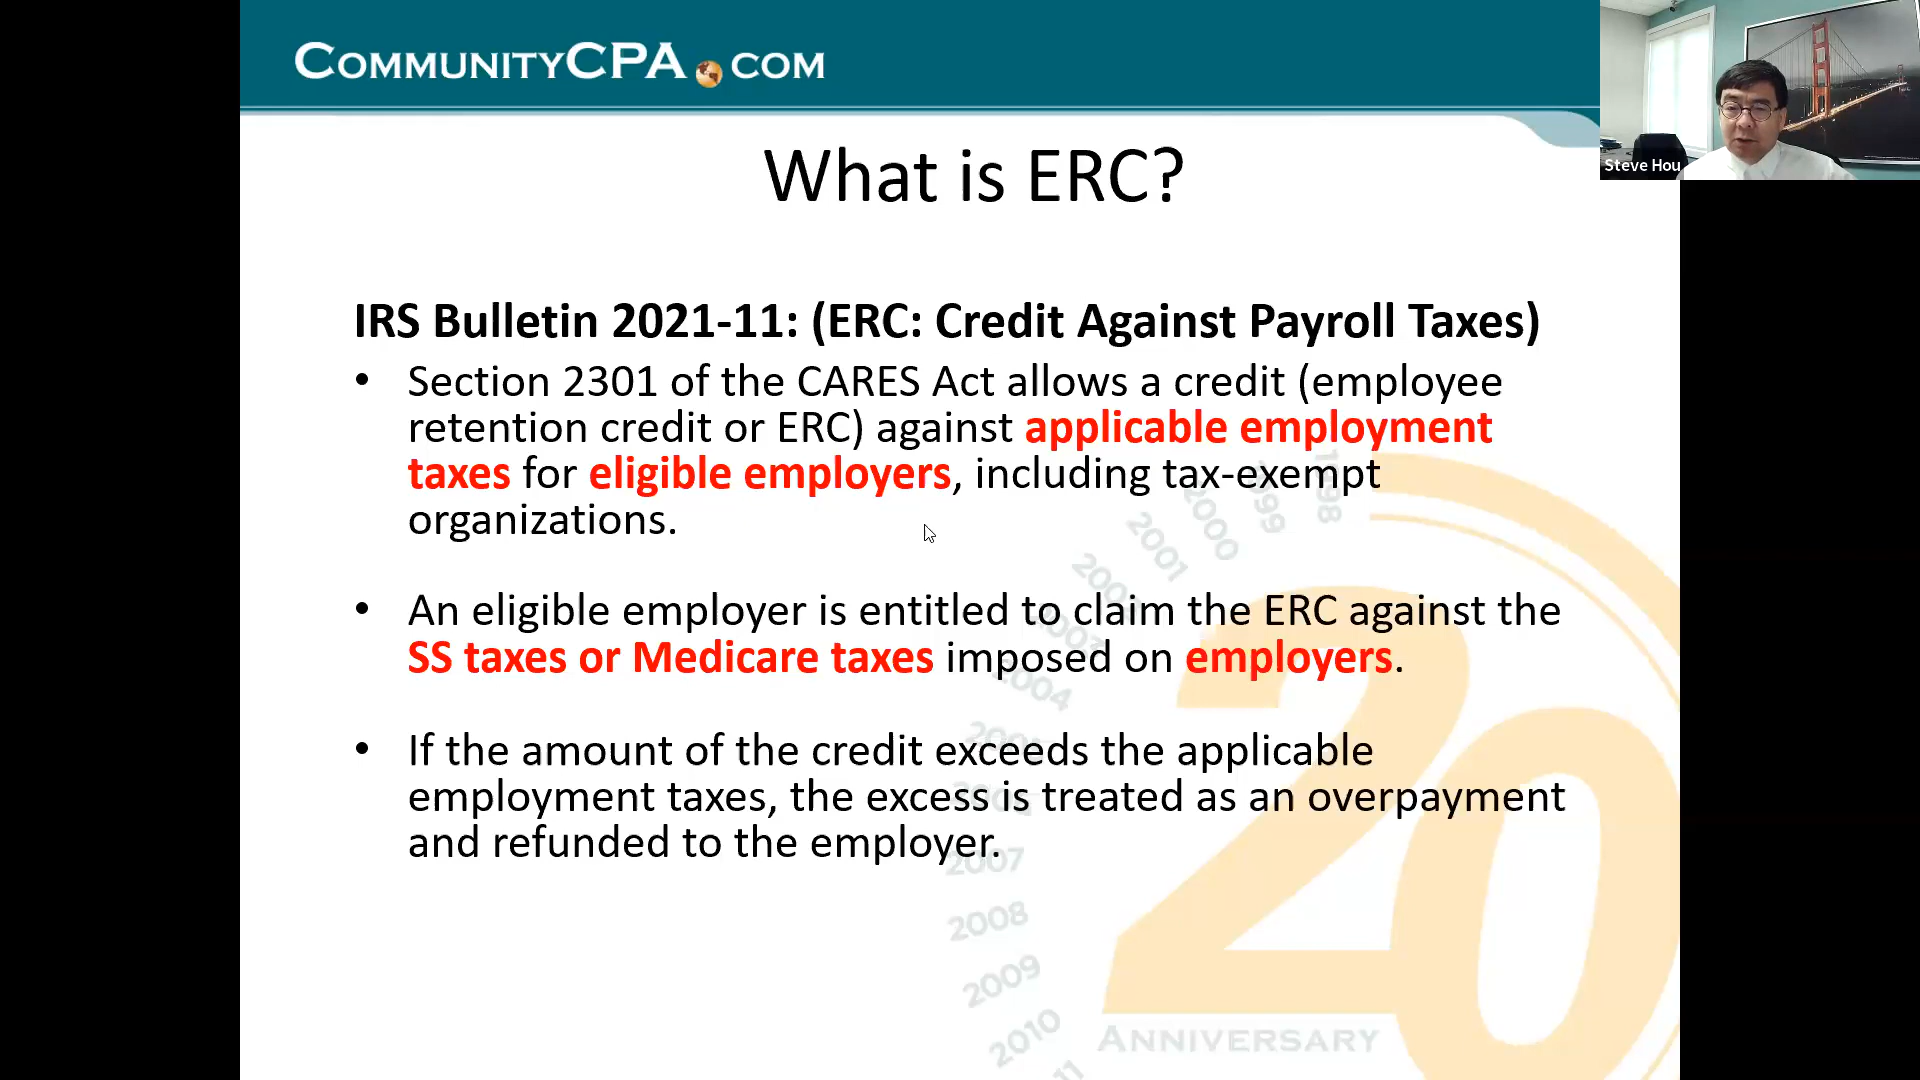 COMMUNITYCPA.COM
Steve Hou
What is ERC?
IRS Bulletin 2021-11: (ERC: Credit Against Payroll Taxes)
• Section 2301 of the CARES Act allows a credit (employee
retention credit or ERC) against applicable employment
taxes for eligible employers, including tax-exempt
organizations.
• An eligible employer is entitled to claim the ERC against the
SS taxes or Medicare taxes imposed on employers.
• If the amount of the credit exceeds the applicable
employment taxes, the excess is treated as an overpayment
and refunded to the employer.
1998
1999
2000
2001
2002
2003
2004
2005
2006
2007
2008
2009
2010
20
ANNIVERSARY